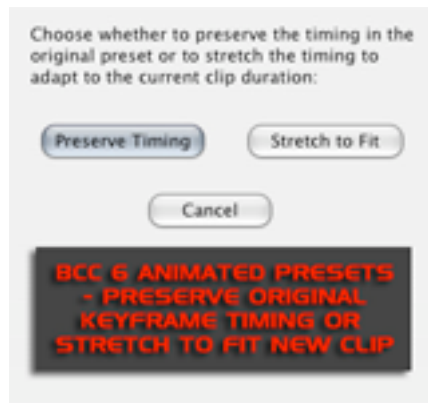 Choose whether to preserve the timing in the
original preset or to stretch the timing to
adapt to the current clip duration:
Preserve Timing
Stretch to Fit
Cancel
BCC 6 ANIMATED PRESETS
- PRESERVE ORIGINAL
KEYFRAME TIMING OR
STRETCH TO FIT NEW CLIP